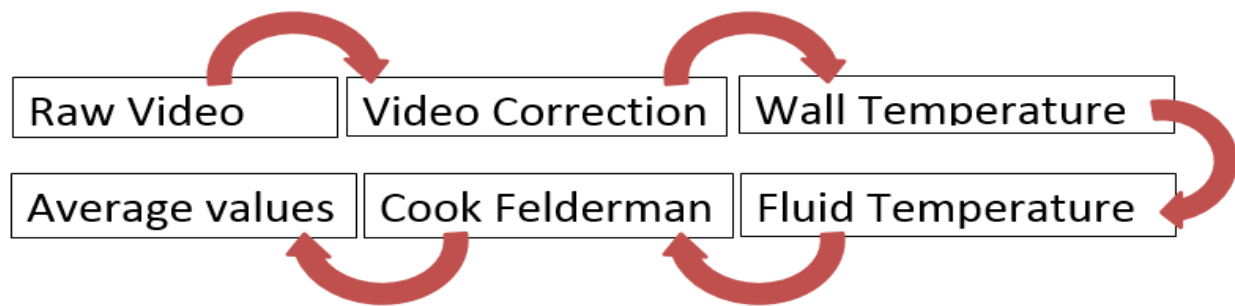 Raw Video
Video Correction
Wall Temperature
Fluid Temperature
Cook Felderman
Average values